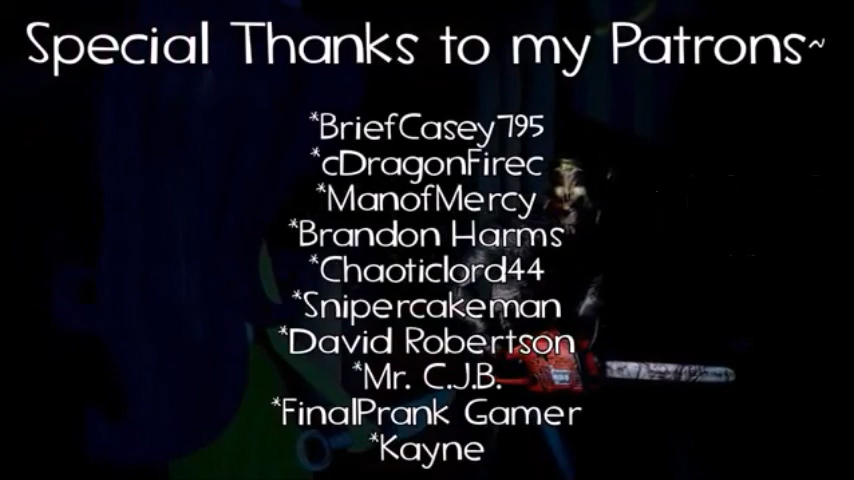 Special Thanks to my Patrons~
*BriefCasey795
*cDragonFirec
*ManofMercy
*Brandon Harms
*Chaoticlord44
*Snipercakeman
*David Robertson
*Mr. C.J.B.
*FinalPrank Gamer
*Kayne